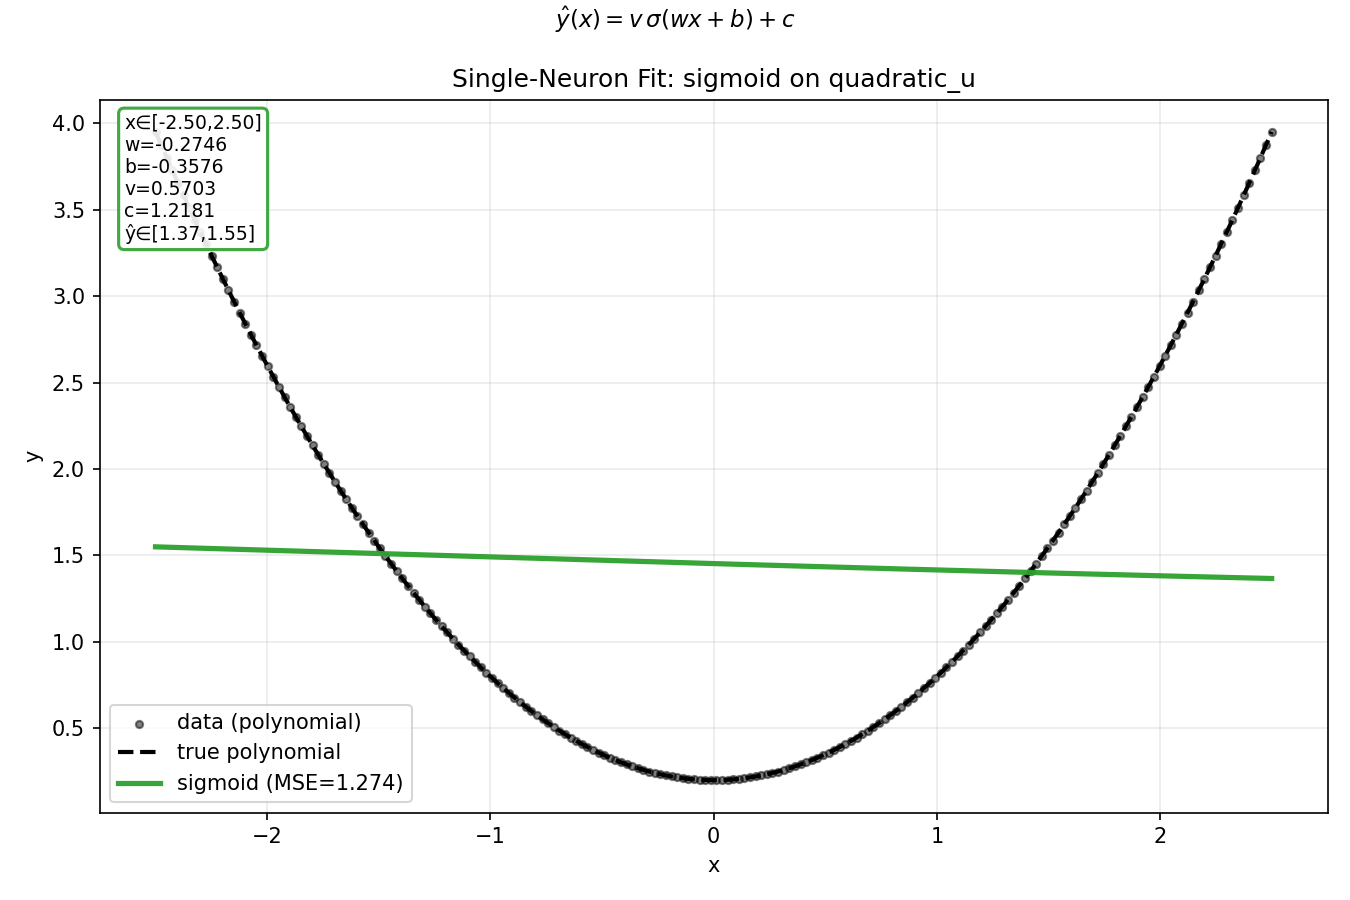 ŷ(x) = v σ(wx + b) + c
Single-Neuron Fit: sigmoid on quadratic_u
x∈[-2.50,2.50]
w=-0.2746
b=-0.3576
v=0.5703
c=1.2181
ŷ∈[1.37,1.55]
4.0
3.5
3.0
2.5
2.0
1.5
1.0
0.5
y
data (polynomial)
true polynomial
sigmoid (MSE=1.274)
−2
−1
0
1
2
x